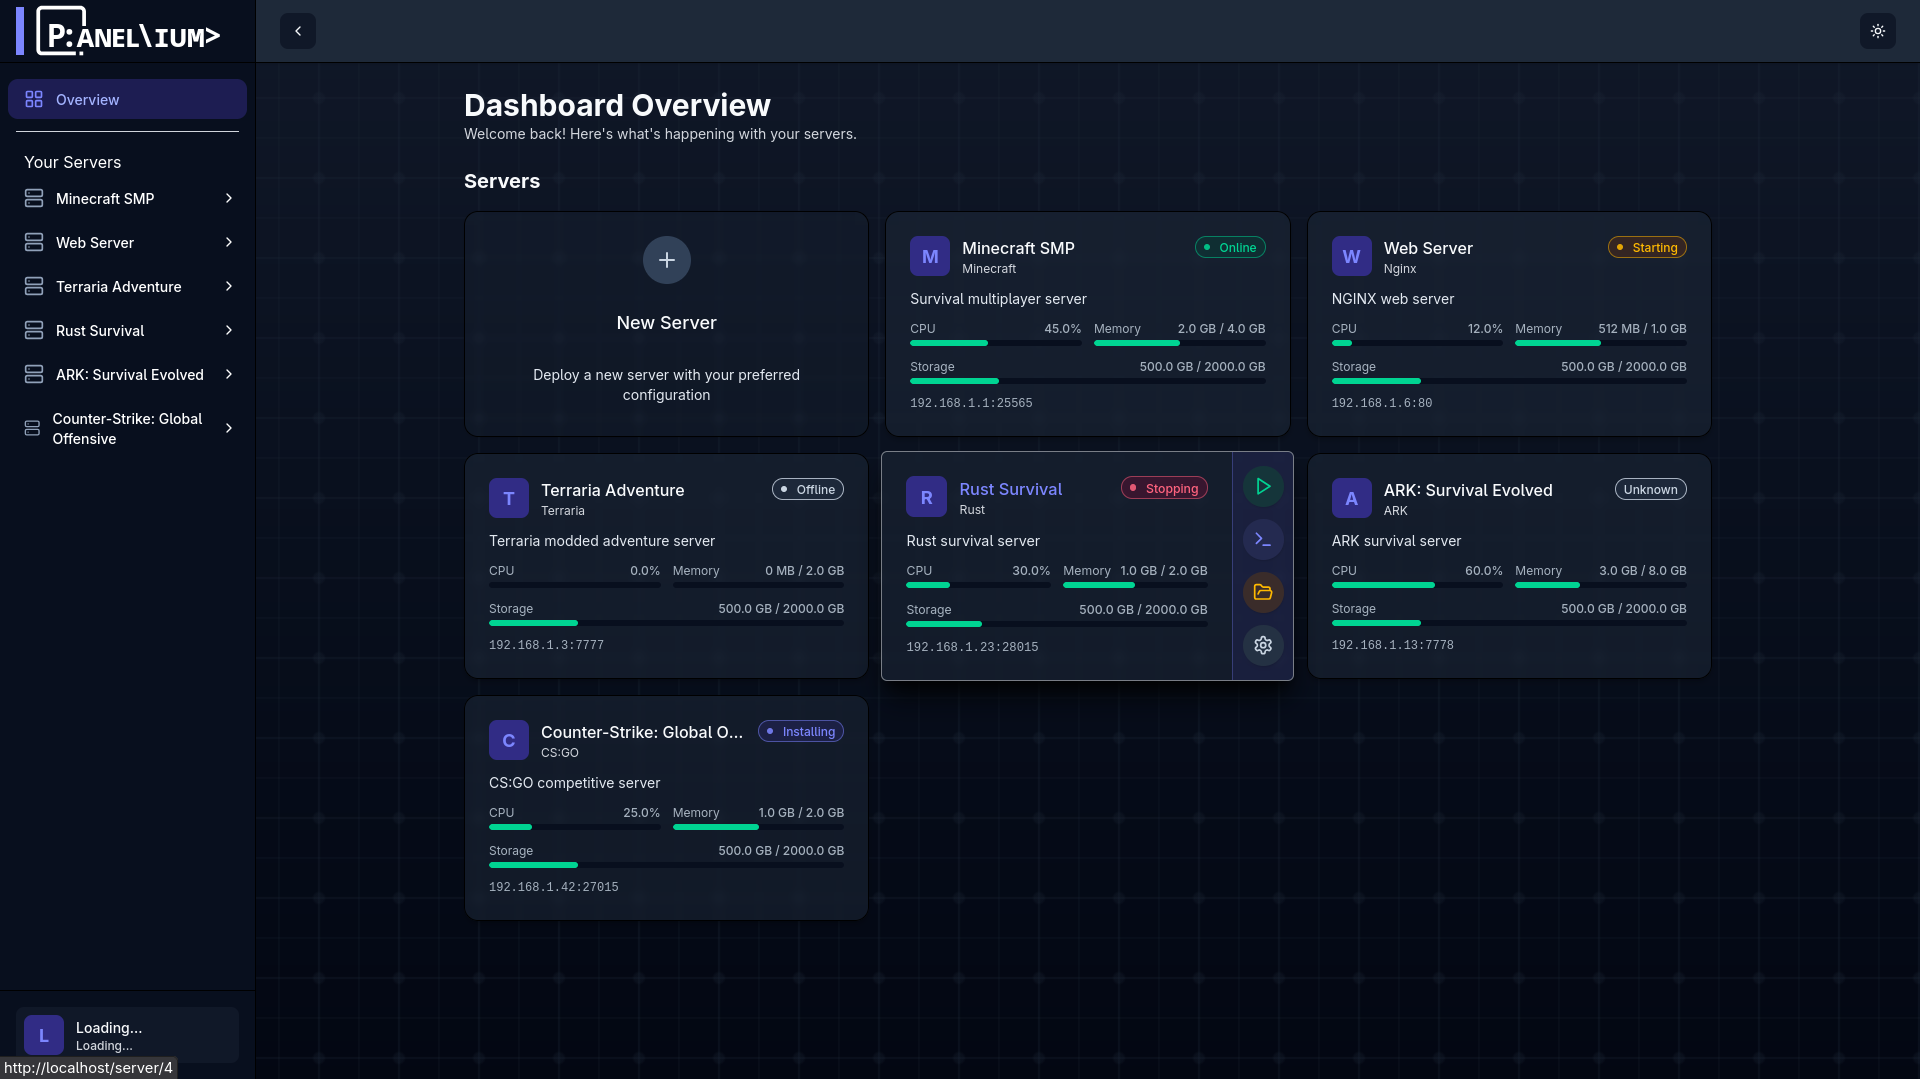 P:ANEL\IUM>
Overview
Your Servers
Minecraft SMP
Web Server
Terraria Adventure
Rust Survival
ARK: Survival Evolved
Counter-Strike: Global
Offensive
L
Loading...
Loading...
http://localhost/server/4
Dashboard Overview
Welcome back! Here's what's happening with your servers.
Servers
New Server
Deploy a new server with your preferred
configuration
M
Minecraft SMP
Minecraft
Online
Survival multiplayer server
CPU 45.0% Memory 2.0 GB / 4.0 GB
Storage 500.0 GB / 2000.0 GB
192.168.1.1:25565
W
Web Server
Nginx
Starting
NGINX web server
CPU 12.0% Memory 512 MB / 1.0 GB
Storage 500.0 GB / 2000.0 GB
192.168.1.6:80
T
Terraria Adventure
Terraria
Offline
Terraria modded adventure server
CPU 0.0% Memory 0 MB / 2.0 GB
Storage 500.0 GB / 2000.0 GB
192.168.1.3:7777
R
Rust Survival
Rust
Stopping
Rust survival server
CPU 30.0% Memory 1.0 GB / 2.0 GB
Storage 500.0 GB / 2000.0 GB
192.168.1.23:28015
A
ARK: Survival Evolved
ARK
Unknown
ARK survival server
CPU 60.0% Memory 3.0 GB / 8.0 GB
Storage 500.0 GB / 2000.0 GB
192.168.1.13:7778
C
Counter-Strike: Global O...
CS:GO
Installing
CS:GO competitive server
CPU 25.0% Memory 1.0 GB / 2.0 GB
Storage 500.0 GB / 2000.0 GB
192.168.1.42:27015